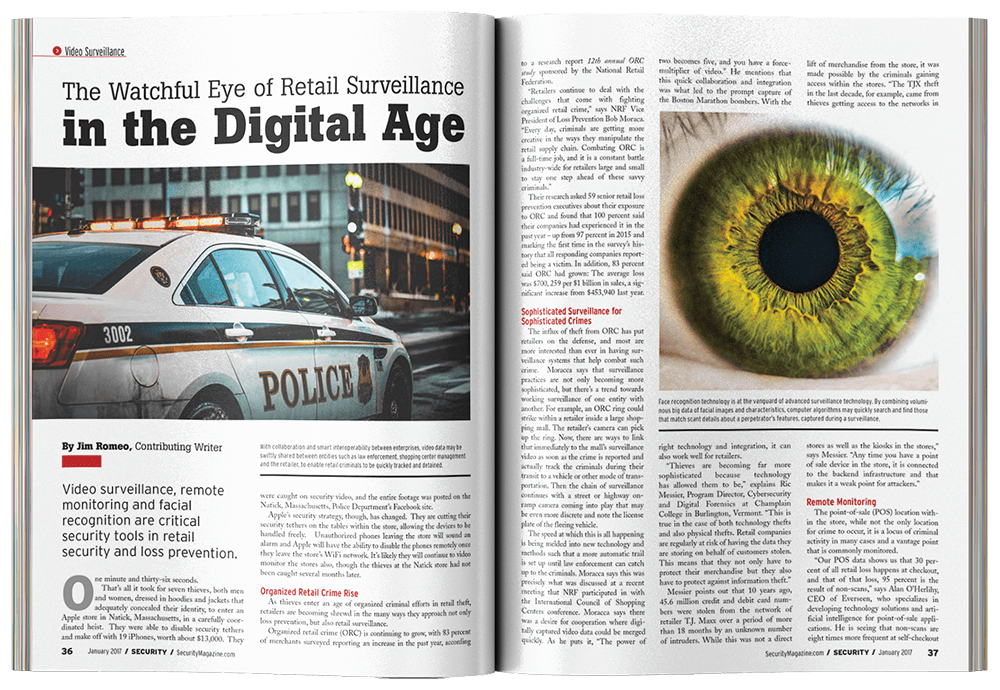 Video Surveillance
The Watchful Eye of Retail Surveillance
in the Digital Age
3002
POLICE
By Jim Romeo, Contributing Writer
With collaboration and smart interoperability between enterprises, video data may be
swiftly shared between entities such as law enforcement, shopping center management
and the retailer, to enable retail criminals to be quickly tracked and detained.
Video surveillance, remote
monitoring and facial
recognition are critical
security tools in retail
security and loss prevention.
One minute and thirty-six seconds.
That's all it took for seven thieves, both men
and women, dressed in hoodies and jackets that
adequately concealed their identity, to enter an
Apple store in Natick, Massachusetts, in a carefully coor-
dinated heist. They were able to disable security tethers
and make off with 19 iPhones, worth about $13,000. They
were caught on security video, and the entire footage was posted on the
Natick, Massachusetts, Police Department's Facebook site.
Apple's security strategy, though, has changed. They are cutting their
security tethers on the tables within the store, allowing the devices to be
handled freely. Unauthorized phones leaving the store will sound an
alarm and Apple will have the ability to disable the phones remotely once
they leave the store's WiFi network. It's likely they will continue to video
monitor the stores also, though the thieves at the Natick store had not
been caught several months later.
Organized Retail Crime Rise
As thieves enter an age of organized criminal efforts in retail theft,
retailers are becoming shrewd in the many ways they approach not only
loss prevention, but also retail surveillance.
Organized retail crime (ORC) is continuing to grow, with 83 percent
of merchants surveyed reporting an increase in the past year, according
36 January 2017 / SECURITY / SecurityMagazine.com
to a research report 12th annual ORC
study sponsored by the National Retail
Federation.
"Retailers continue to deal with the
challenges that come with fighting
organized retail crime," says NRF Vice
President of Loss Prevention Bob Moraca.
"Every day, criminals are getting more
creative in the ways they manipulate the
retail supply chain. Combating ORC is
a full-time job, and it is a constant battle
industry-wide for retailers large and small
to stay one step ahead of these savvy
criminals."
Their research asked 59 senior retail loss
prevention executives about their exposure
to ORC and found that 100 percent said
their companies had experienced it in the
past year – up from 97 percent in 2015 and
marking the first time in the survey's his-
tory that all responding companies report-
ed being a victim. In addition, 83 percent
said ORC had grown: The average loss
was $700, 259 per $1 billion in sales, a sig-
nificant increase from $453,940 last year.
Sophisticated Surveillance for
Sophisticated Crimes
The influx of theft from ORC has put
retailers on the defense, and most are
more interested than ever in having sur-
veillance systems that help combat such
crime. Moracca says that surveillance
practices are not only becoming more
sophisticated, but there's a trend towards
working surveillance of one entity with
another. For example, an ORC ring could
strike within a retailer inside a large shop-
ping mall. The retailer's camera can pick
up the ring. Now, there are ways to link
that immediately to the mall's surveillance
video as soon as the crime is reported and
actually track the criminals during their
transit to a vehicle or other mode of trans-
portation. Then the chain of surveillance
continues with a street or highway on-
ramp camera coming into play that may
be even more discrete and note the license
plate of the fleeing vehicle.
The speed at which this is all happening
is being melded into new technology and
methods such that a more automatic trail
is set up until law enforcement can catch
up to the criminals. Moracca says this was
precisely what was discussed at a recent
meeting that NRF participated in with
the International Council of Shopping
Centers conference. Moracca says there
was a desire for cooperation where digi-
tally captured video data could be merged
quickly. As he puts it, "The power of
two becomes five, and you have a force-
multiplier of video." He mentions that
this quick collaboration and integration
was what led to the prompt capture of
the Boston Marathon bombers. With the
lift of merchandise from the store, it was
made possible by the criminals gaining
access within the stores. "The TJX theft
in the last decade, for example, came from
thieves getting access to the networks in
Face recognition technology is at the vanguard of advanced surveillance technology. By combining volumi-
nous big data of facial images and characteristics, computer algorithms may quickly search and find those
that match scant details about a perpetrator's features, captured during a surveillance.
right technology and integration, it can
also work well for retailers.
"Thieves are becoming far more
sophisticated because technology
has allowed them to be," explains Ric
Messier, Program Director, Cybersecurity
and Digital Forensics at Champlain
College in Burlington, Vermont. "This is
true in the case of both technology thefts
and also physical thefts. Retail companies
are regularly at risk of having the data they
are storing on behalf of customers stolen.
This means that they not only have to
protect their merchandise but they also
have to protect against information theft."
Messier points out that 10 years ago,
45.6 million credit and debit card num-
bers were stolen from the network of
retailer T.J. Maxx over a period of more
than 18 months by an unknown number
of intruders. While this was not a direct
stores as well as the kiosks in the stores,"
says Messier. "Any time you have a point
of sale device in the store, it is connected
to the backend infrastructure and that
makes it a weak point for attackers."
Remote Monitoring
The point-of-sale (POS) location with-
in the store, while not the only location
for crime to occur, it is a locus of criminal
activity in many cases and a vantage point
that is commonly monitored.
"Our POS data shows us that 30 per-
cent of all retail loss happens at checkout,
and that of that loss, 95 percent is the
result of non-scans," says Alan O'Herlihy,
CEO of Everseen, who specializes in
developing technology solutions and arti-
ficial intelligence for point-of-sale appli-
cations. He is seeing that non-scans are
eight times more frequent at self-checkout
SecurityMagazine.com / SECURITY / January 2017 37